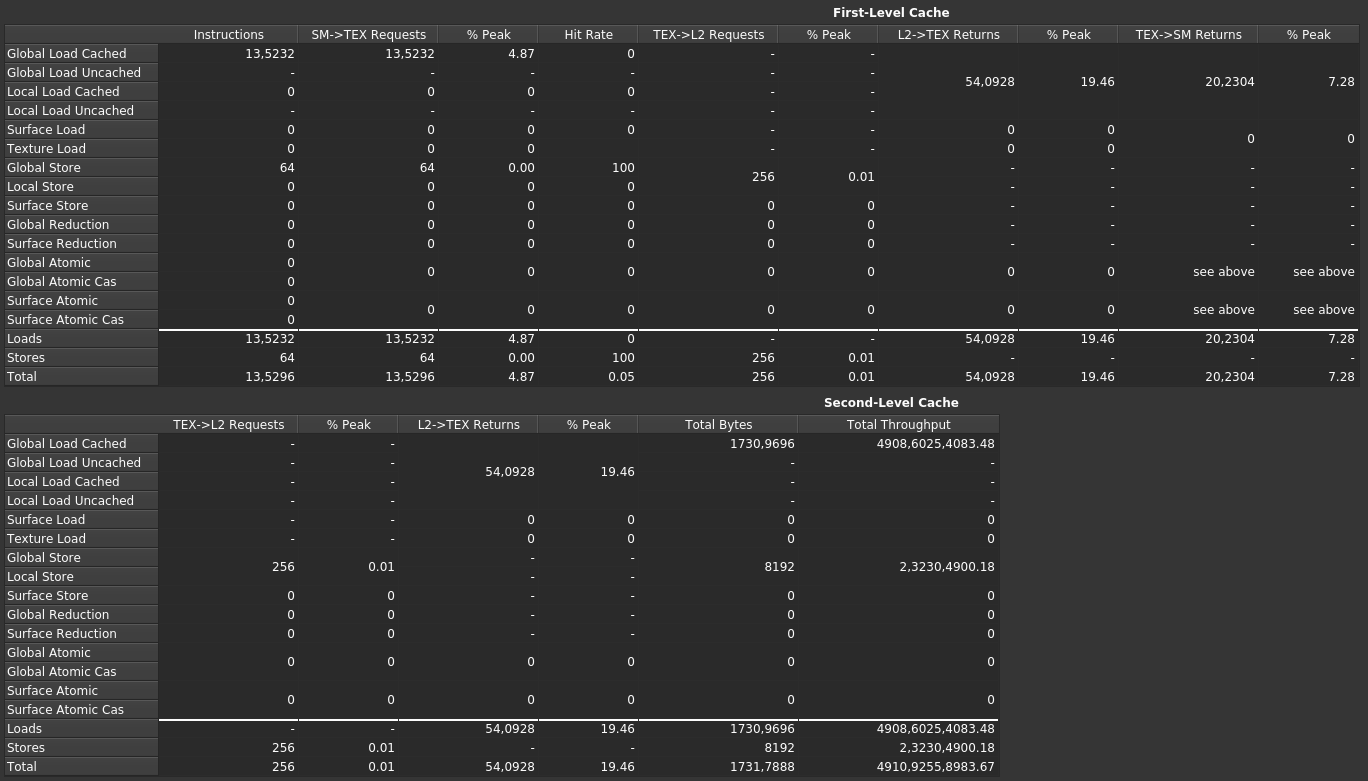 First-Level Cache
Instructions SM->TEX Requests % Peak Hit Rate TEX->L2 Requests % Peak L2->TEX Returns % Peak TEX->SM Returns % Peak
Global Load Cached 13,5232 13,5232 4.87 0 - -
Global Load Uncached - - - - - -
54,0928 19.46 20,2304 7.28
Local Load Cached 0 0 0 0 - -
Local Load Uncached - - - - - -
Surface Load 0 0 0 0 - - 0 0
0 0
Texture Load 0 0 0 - - 0 0
Global Store 64 64 0.00 100 - - -  -
256 0.01
Local Store 0 0 0 0 - - - -
Surface Store 0 0 0 0 0 0 - - - -
Global Reduction 0 0 0 0 0 0 - - - -
Surface Reduction 0 0 0 0 0 0 - - - -
Global Atomic 0
0 0 0 0 0 0 0 see above see above
Global Atomic Cas 0
Surface Atomic 0
0 0 0 0 0 0 0 see above see above
Surface Atomic Cas 0
Loads 13,5232 13,5232 4.87 0 - - 54,0928 19.46 20,2304 7.28
Stores 64 64 0.00 100 256 0.01 - - - -
Total 13,5296 13,5296 4.87 0.05 256 0.01 54,0928 19.46 20,2304 7.28
Second-Level Cache
TEX->L2 Requests % Peak L2->TEX Returns % Peak Total Bytes Total Throughput
Global Load Cached - - 1730,9696 4908,6025,4083.48
Global Load Uncached - - - -
54,0928 19.46
Local Load Cached - - - -
Local Load Uncached - - - -
Surface Load - - 0 0 0 0
Texture Load - - 0 0 0 0
Global Store - -
256 0.01 8192 2,3230,4900.18
Local Store - -
Surface Store 0 0 - - 0 0
Global Reduction 0 0 - - 0 0
Surface Reduction 0 0 - - 0 0
Global Atomic
0 0 0 0 0 0
Global Atomic Cas
Surface Atomic
0 0 0 0 0 0
Surface Atomic Cas
Loads - - 54,0928 19.46 1730,9696 4908,6025,4083.48
Stores 256 0.01 - - 8192 2,3230,4900.18
Total 256 0.01 54,0928 19.46 1731,7888 4910,9255,8983.67